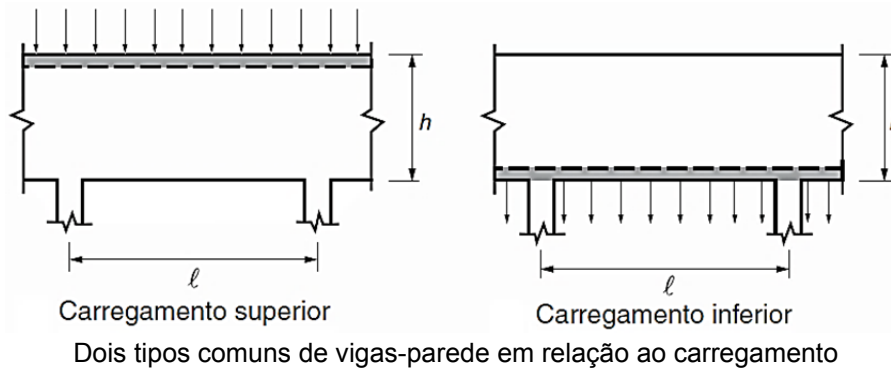 h
ℓ
ℓ
Carregamento superior
Carregamento inferior
Dois tipos comuns de vigas-parede em relação ao carregamento